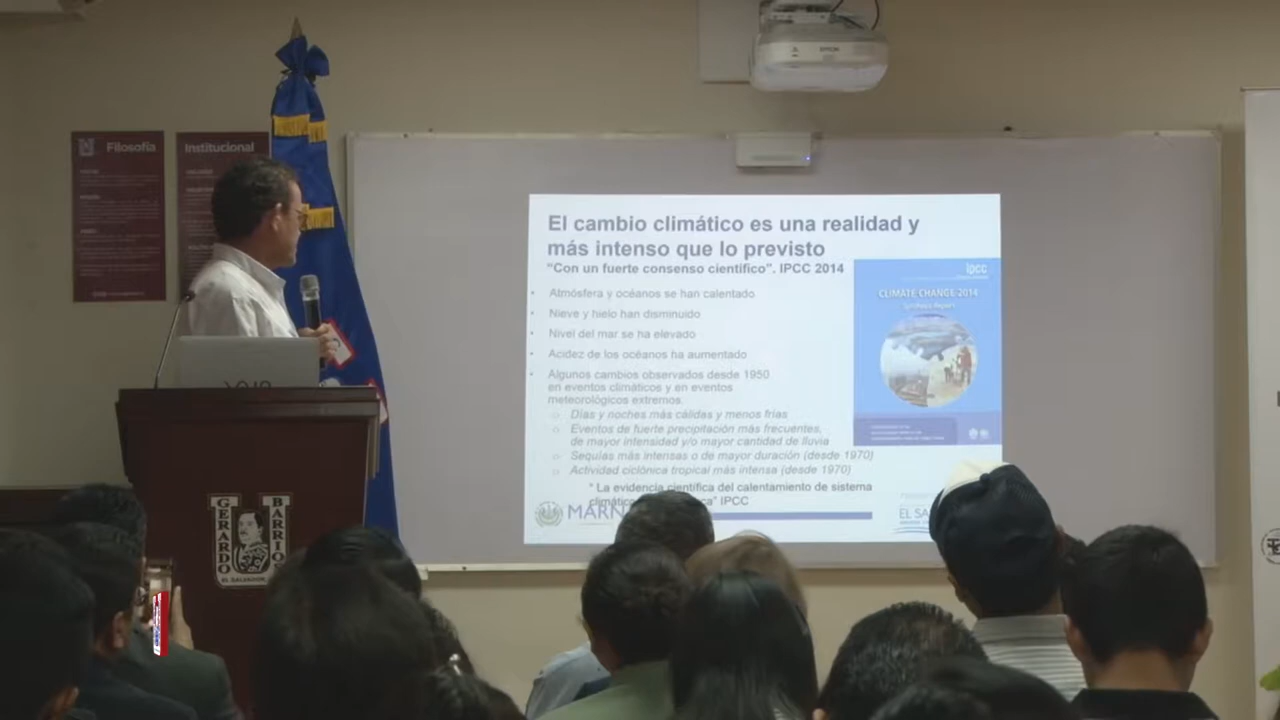 EPSON
Filosofía
Institucional
El cambio climático es una realidad y
más intenso que lo previsto
"Con un fuerte consenso científico". IPCC 2014
ipcc
CLIMATE CHANGE 2014
Synthesis Report
Atmósfera y océanos se han calentado
Nieve y hielo han disminuido
Nivel del mar se ha elevado
Acidez de los océanos ha aumentado
Algunos cambios observados desde 1950
en eventos climáticos y en eventos
meteorológicos extremos.
Días y noches más cálidas y menos frías
Eventos de fuerte precipitación más frecuentes,
de mayor intensidad y/o mayor cantidad de lluvia
Sequías más intensas o de mayor duración (desde 1970)
Actividad ciclónica tropical más intensa (desde 1970)
" La evidencia científica del calentamiento de sistema
IPCC
MARN
GERARDO
BARRIOS
EL SALVADOR